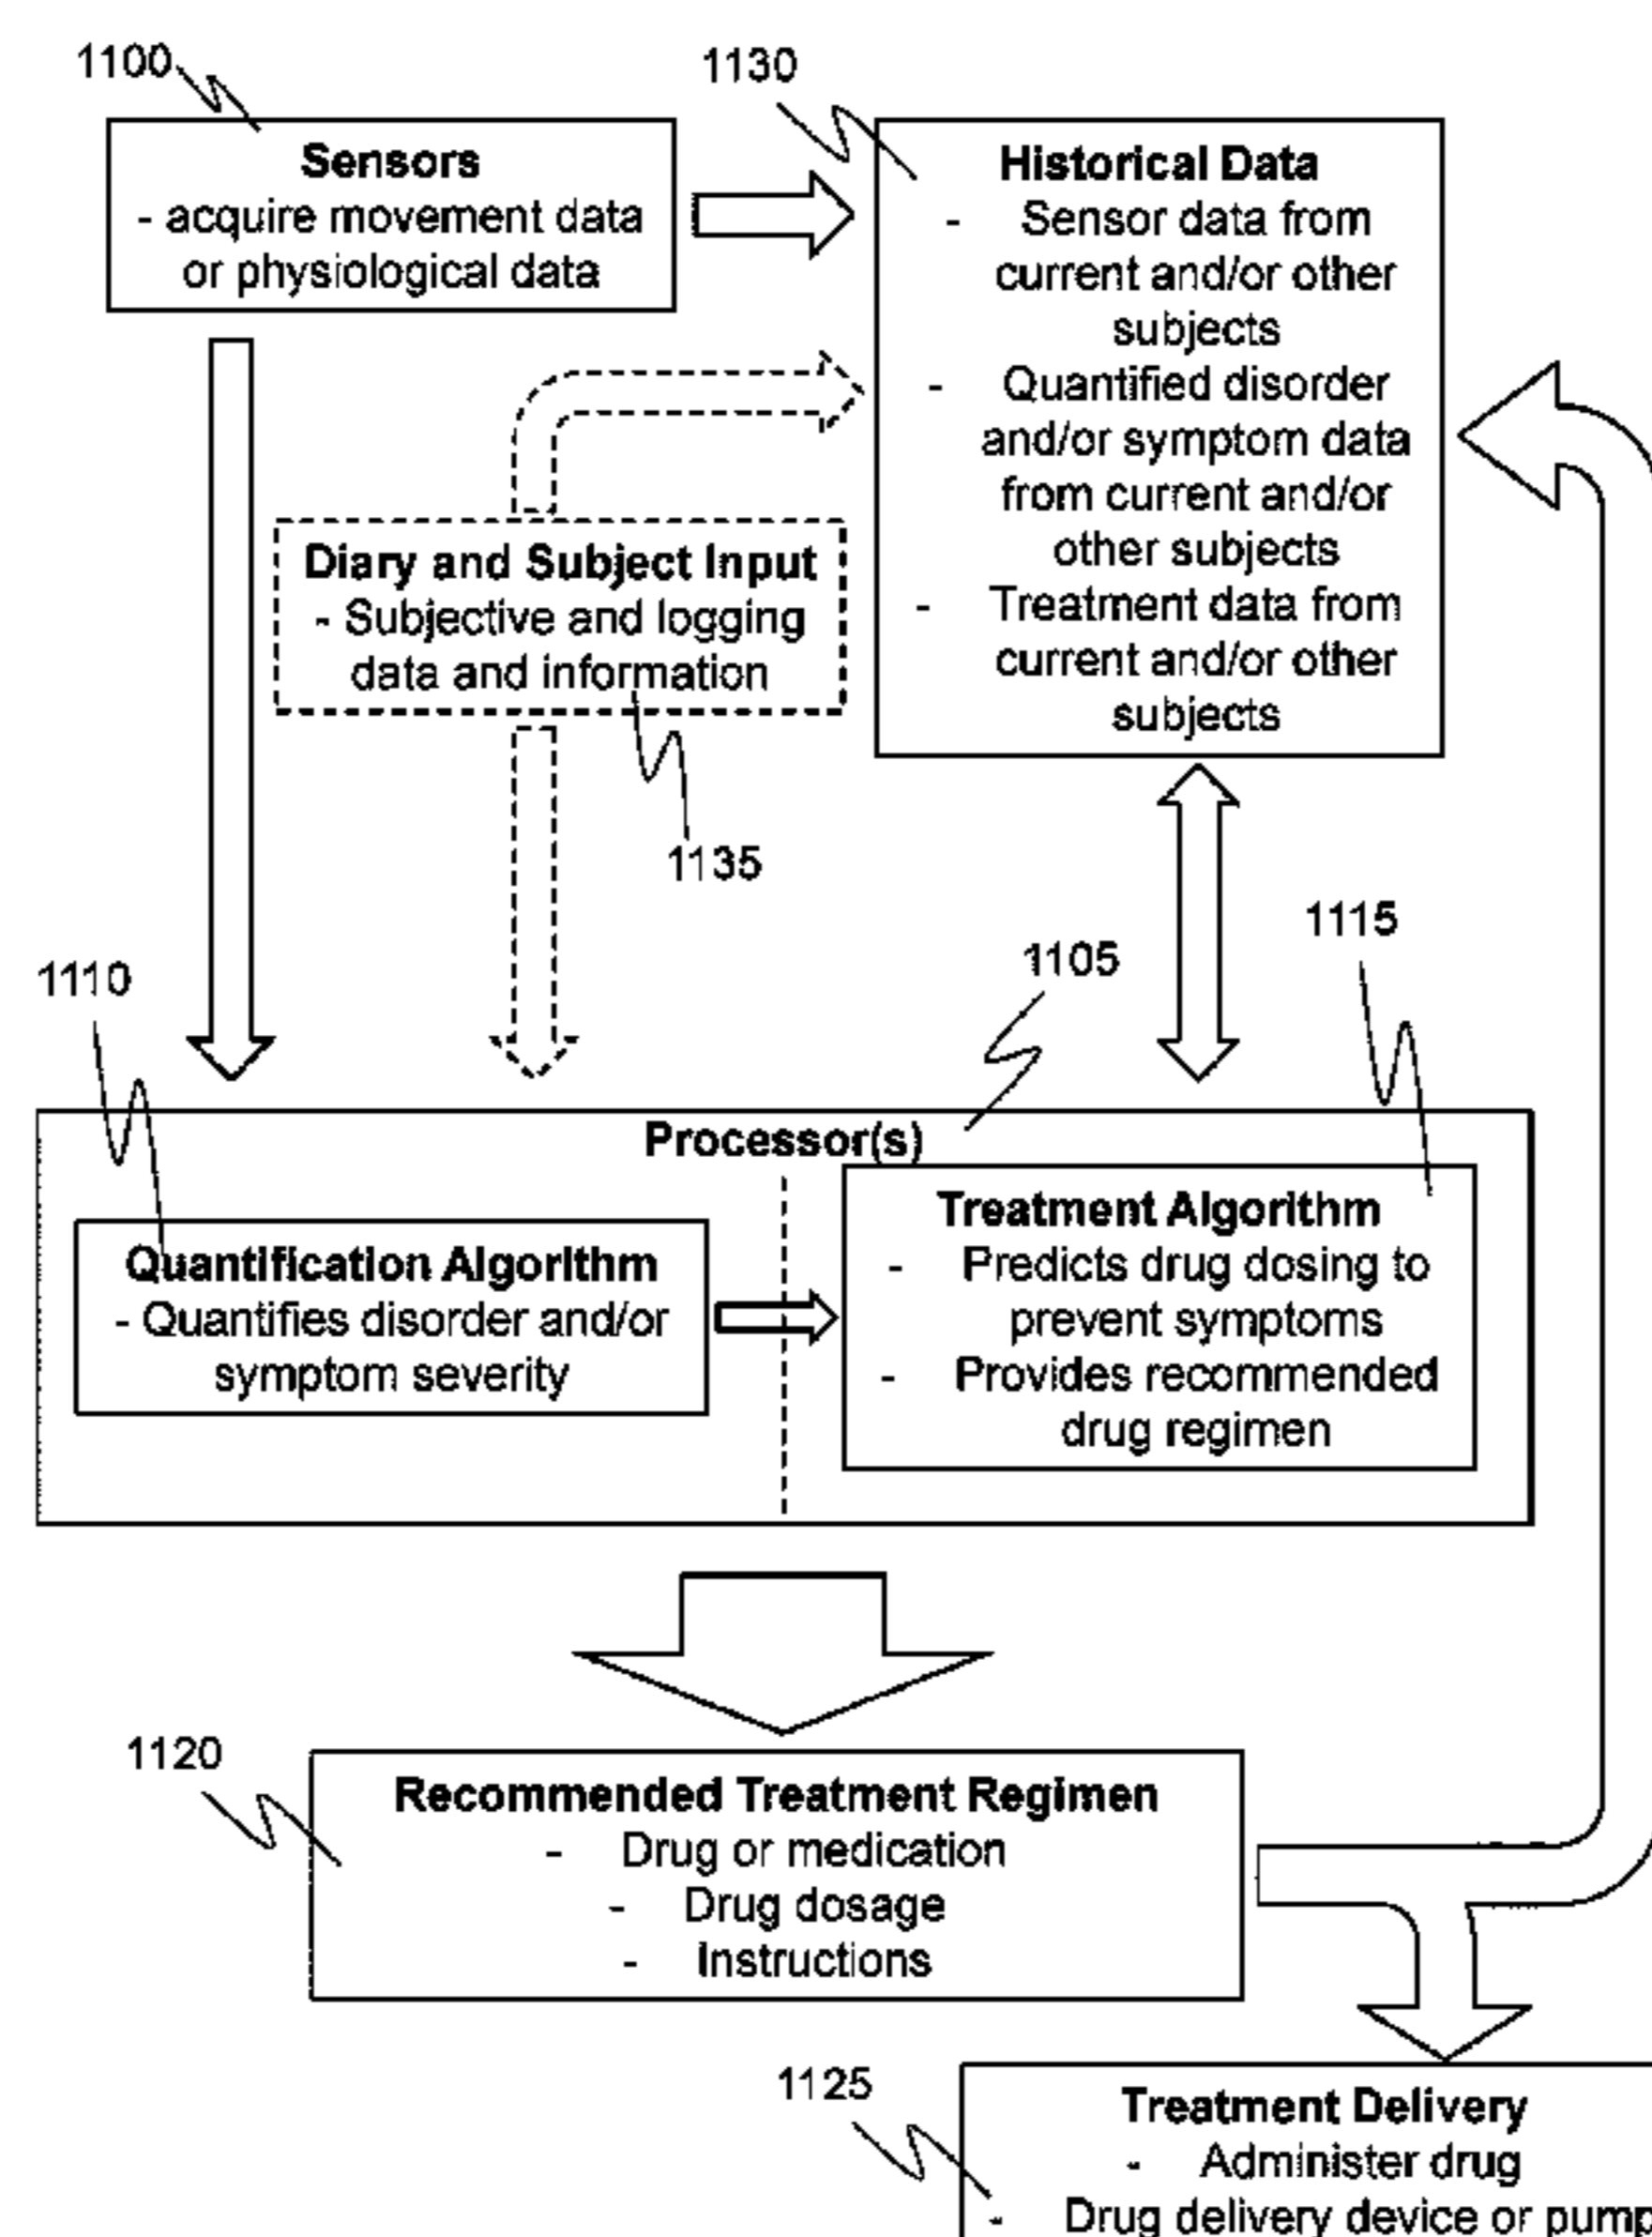 1100
Sensors
- acquire movement data
or physiological data
1130
Historical Data
- Sensor data from
current and/or other
subjects
- Quantified disorder
and/or symptom data
from current and/or
other subjects
- Treatment data from
current and/or other
subjects
Diary and Subject Input
- Subjective and logging
data and information
1135
1110
1105
1115
Processor(s)
Quantification Algorithm
- Quantifies disorder and/or
symptom severity
Treatment Algorithm
- Predicts drug dosing to
prevent symptoms
- Provides recommended
drug regimen
1120
Recommended Treatment Regimen
- Drug or medication
- Drug dosage
- Instructions
1125
Treatment Delivery
- Administer drug
- Drug delivery device or pump